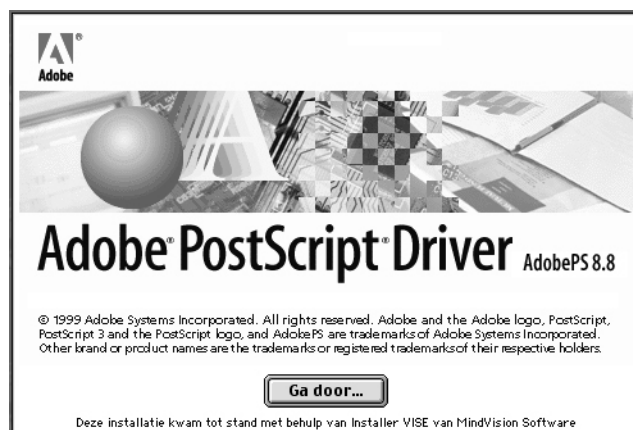 Adobe
Adobe® PostScript® Driver AdobePS 8.8
© 1999 Adobe Systems Incorporated. All rights reserved. Adobe and the Adobe logo, PostScript,
PostScript 3 and the PostScript logo, and AdobePS are trademarks of Adobe Systems Incorporated.
Other brand or product names are the trademarks or registered trademarks of their respective holders.
Ga door...
Deze installatie kwam tot stand met behulp van Installer VISE van MindVision Software